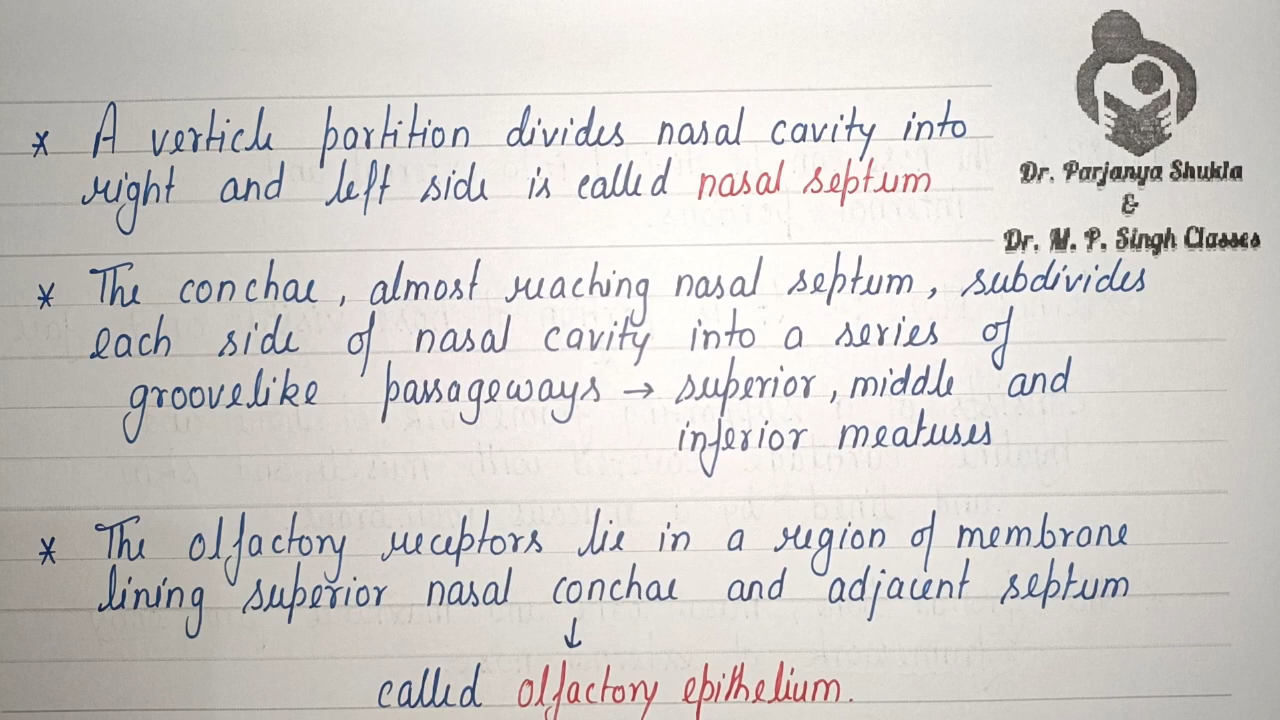 * A verticle partition divides nasal cavity into
right and left side is called nasal septum
* The conchae, almost reaching nasal septum, subdivides
each side of nasal cavity into a series of
groovelike passageways → superior, middle and
inferior meatuses
* The olfactory receptors lie in a region of membrane
lining superior nasal conchae and adjacent septum
↓
called olfactory epithelium.
Dr. Parjanya Shukla
&
Dr. M. P. Singh Classes